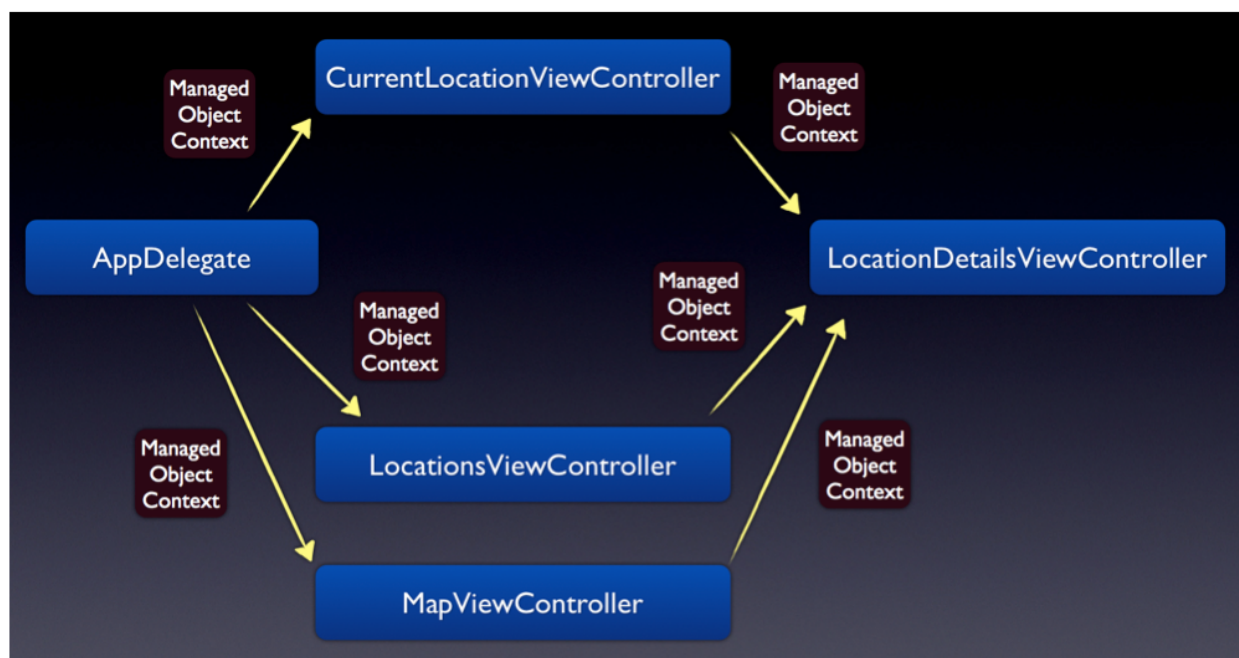 CurrentLocationViewController
Managed
Object
Context
Managed
Object
Context
AppDelegate
LocationDetailsViewController
Managed
Object
Context
Managed
Object
Context
Managed
Object
Context
Managed
Object
Context
LocationsViewController
MapViewController